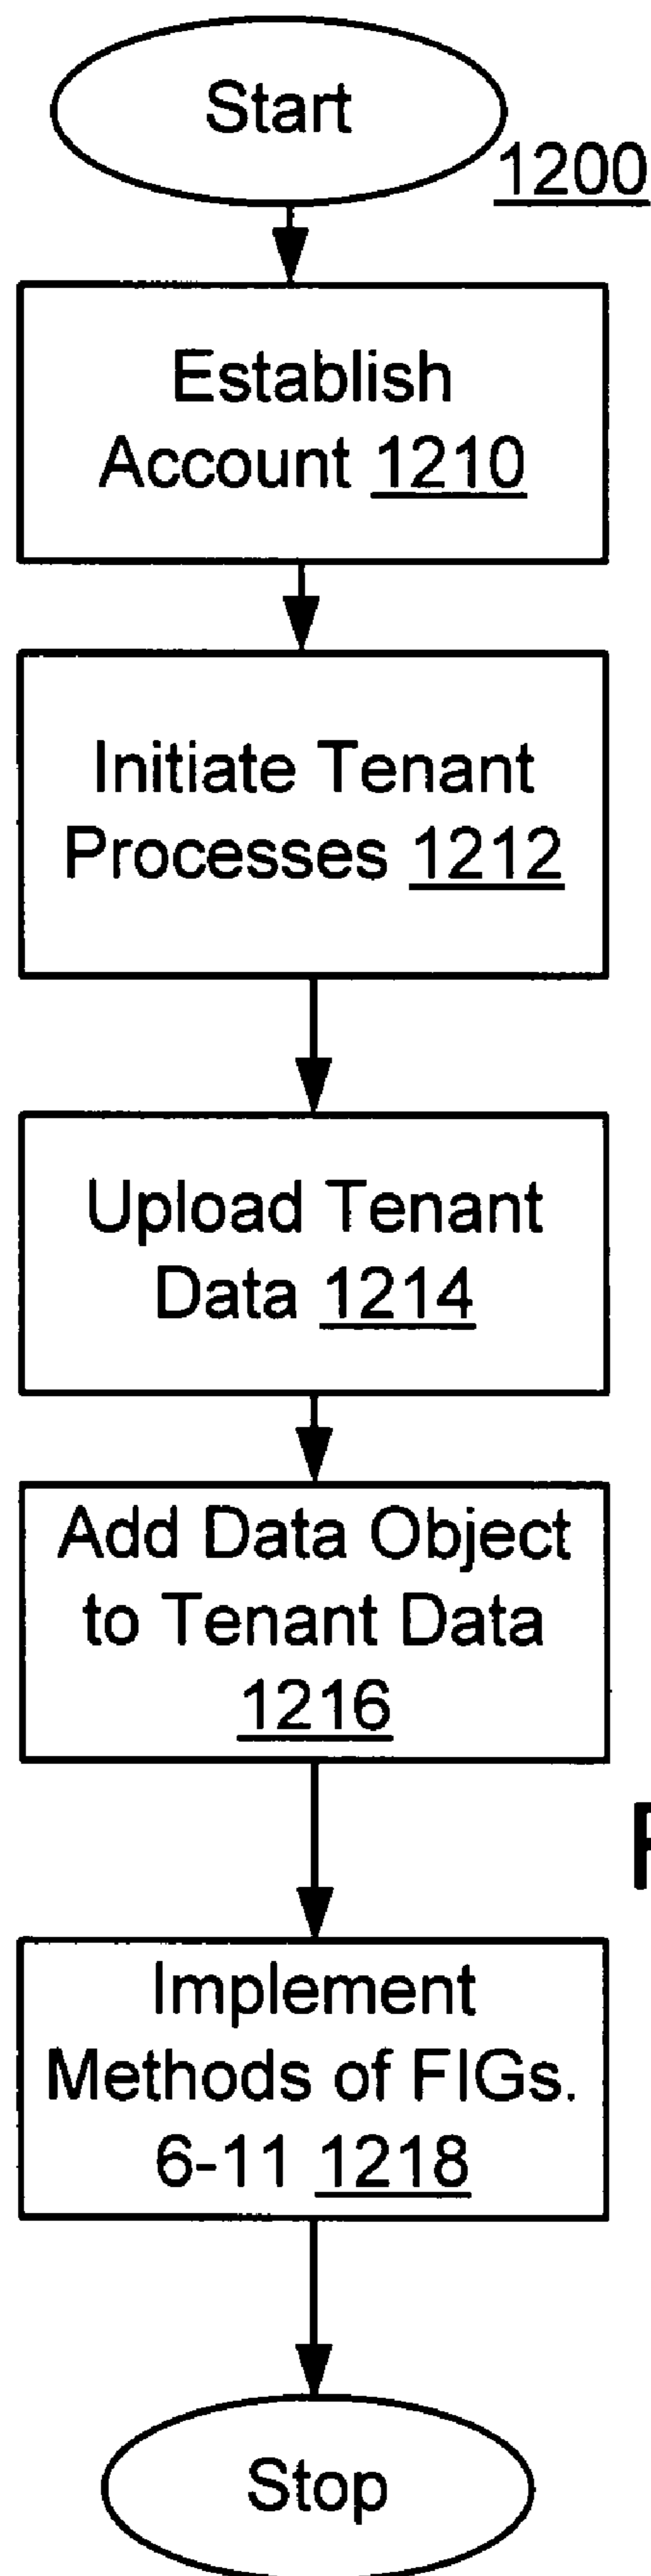 Start
1200
Establish
Account 1210
Initiate Tenant
Processes 1212
Upload Tenant
Data 1214
Add Data Object
to Tenant Data
1216
Implement
Methods of FIGs.
6-11 1218
Stop